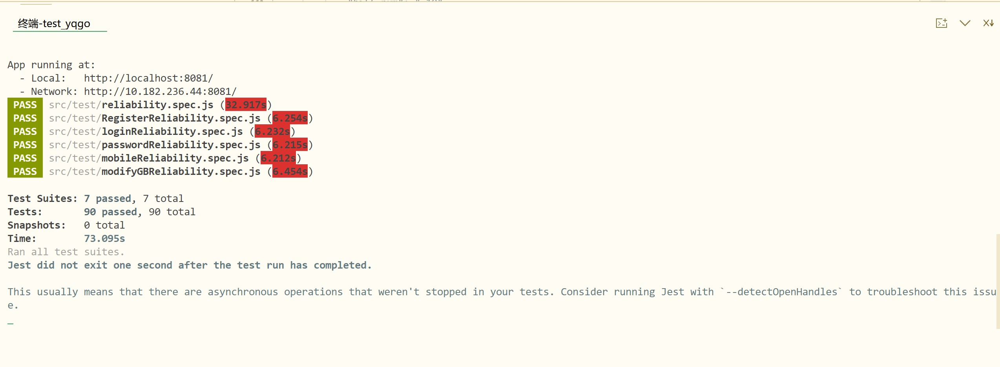 终端-test_yqgo
App running at:
- Local:   http://localhost:8081/
- Network: http://10.182.236.44:8081/
PASS src/test/reliability.spec.js (32.917s)
PASS src/test/RegisterReliability.spec.js (6.254s)
PASS src/test/loginReliability.spec.js (6.232s)
PASS src/test/passwordReliability.spec.js (6.215s)
PASS src/test/mobileReliability.spec.js (6.212s)
PASS src/test/modifyGBReliability.spec.js (6.454s)
Test Suites: 7 passed, 7 total
Tests:       90 passed, 90 total
Snapshots:   0 total
Time:        73.095s
Ran all test suites.
Jest did not exit one second after the test run has completed.
This usually means that there are asynchronous operations that weren't stopped in your tests. Consider running Jest with `--detectOpenHandles` to troubleshoot this issu
e.